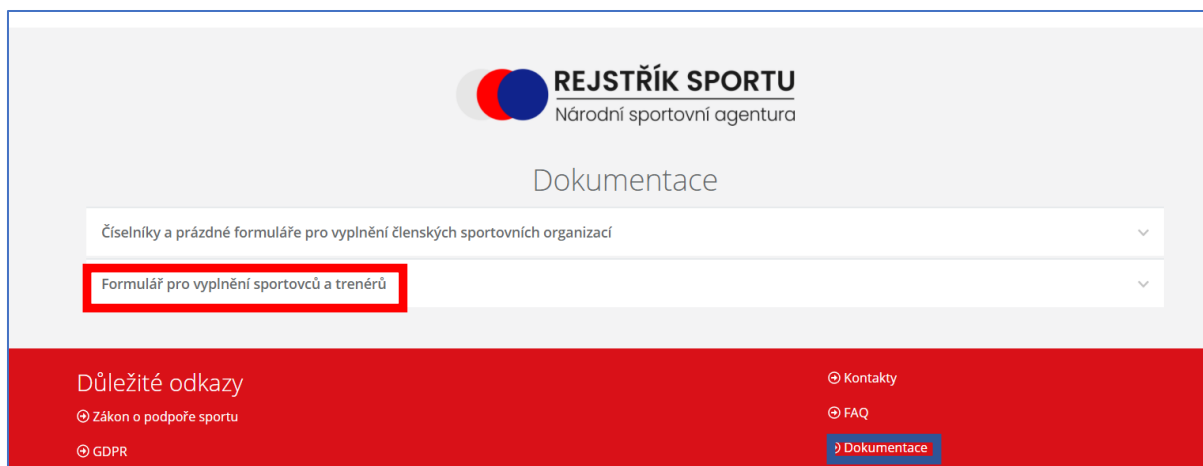 REJSTŘÍK SPORTU
Národní sportovní agentura
Dokumentace
Číselníky a prázdné formuláře pro vyplnění členských sportovních organizací
Formulář pro vyplnění sportovců a trenérů
Důležité odkazy
Zákon o podpoře sportu
GDPR
Kontakty
FAQ
Dokumentace